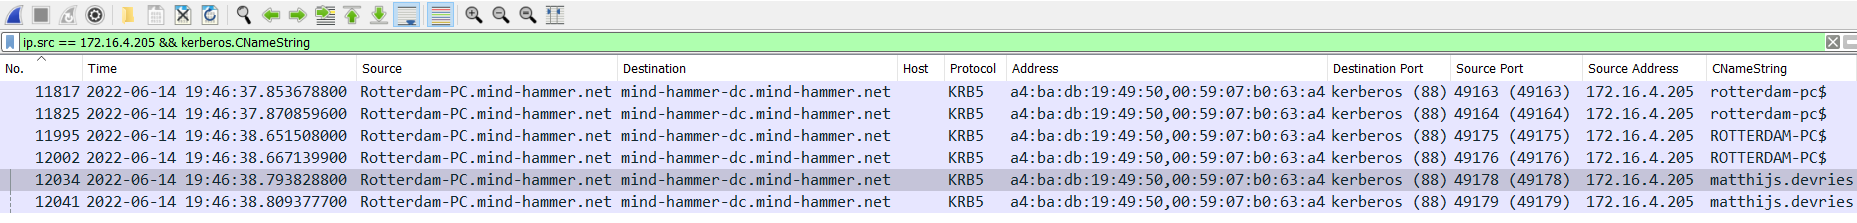 ip.src == 172.16.4.205 && kerberos.CNameString
No. Time Source Destination Host Protocol Address Destination Port Source Port Source Address CNameString
11817 2022-06-14 19:46:37.853678800 Rotterdam-PC.mind-hammer.net mind-hammer-dc.mind-hammer.net KRB5 a4:ba:db:19:49:50,00:59:07:b0:63:a4 kerberos (88) 49163 (49163) 172.16.4.205 rotterdam-pc$
11825 2022-06-14 19:46:37.870859600 Rotterdam-PC.mind-hammer.net mind-hammer-dc.mind-hammer.net KRB5 a4:ba:db:19:49:50,00:59:07:b0:63:a4 kerberos (88) 49164 (49164) 172.16.4.205 rotterdam-pc$
11995 2022-06-14 19:46:38.651508000 Rotterdam-PC.mind-hammer.net mind-hammer-dc.mind-hammer.net KRB5 a4:ba:db:19:49:50,00:59:07:b0:63:a4 kerberos (88) 49175 (49175) 172.16.4.205 ROTTERDAM-PC$
12002 2022-06-14 19:46:38.667139900 Rotterdam-PC.mind-hammer.net mind-hammer-dc.mind-hammer.net KRB5 a4:ba:db:19:49:50,00:59:07:b0:63:a4 kerberos (88) 49176 (49176) 172.16.4.205 ROTTERDAM-PC$
12034 2022-06-14 19:46:38.793828800 Rotterdam-PC.mind-hammer.net mind-hammer-dc.mind-hammer.net KRB5 a4:ba:db:19:49:50,00:59:07:b0:63:a4 kerberos (88) 49178 (49178) 172.16.4.205 matthijs.devries
12041 2022-06-14 19:46:38.809377700 Rotterdam-PC.mind-hammer.net mind-hammer-dc.mind-hammer.net KRB5 a4:ba:db:19:49:50,00:59:07:b0:63:a4 kerberos (88) 49179 (49179) 172.16.4.205 matthijs.devries